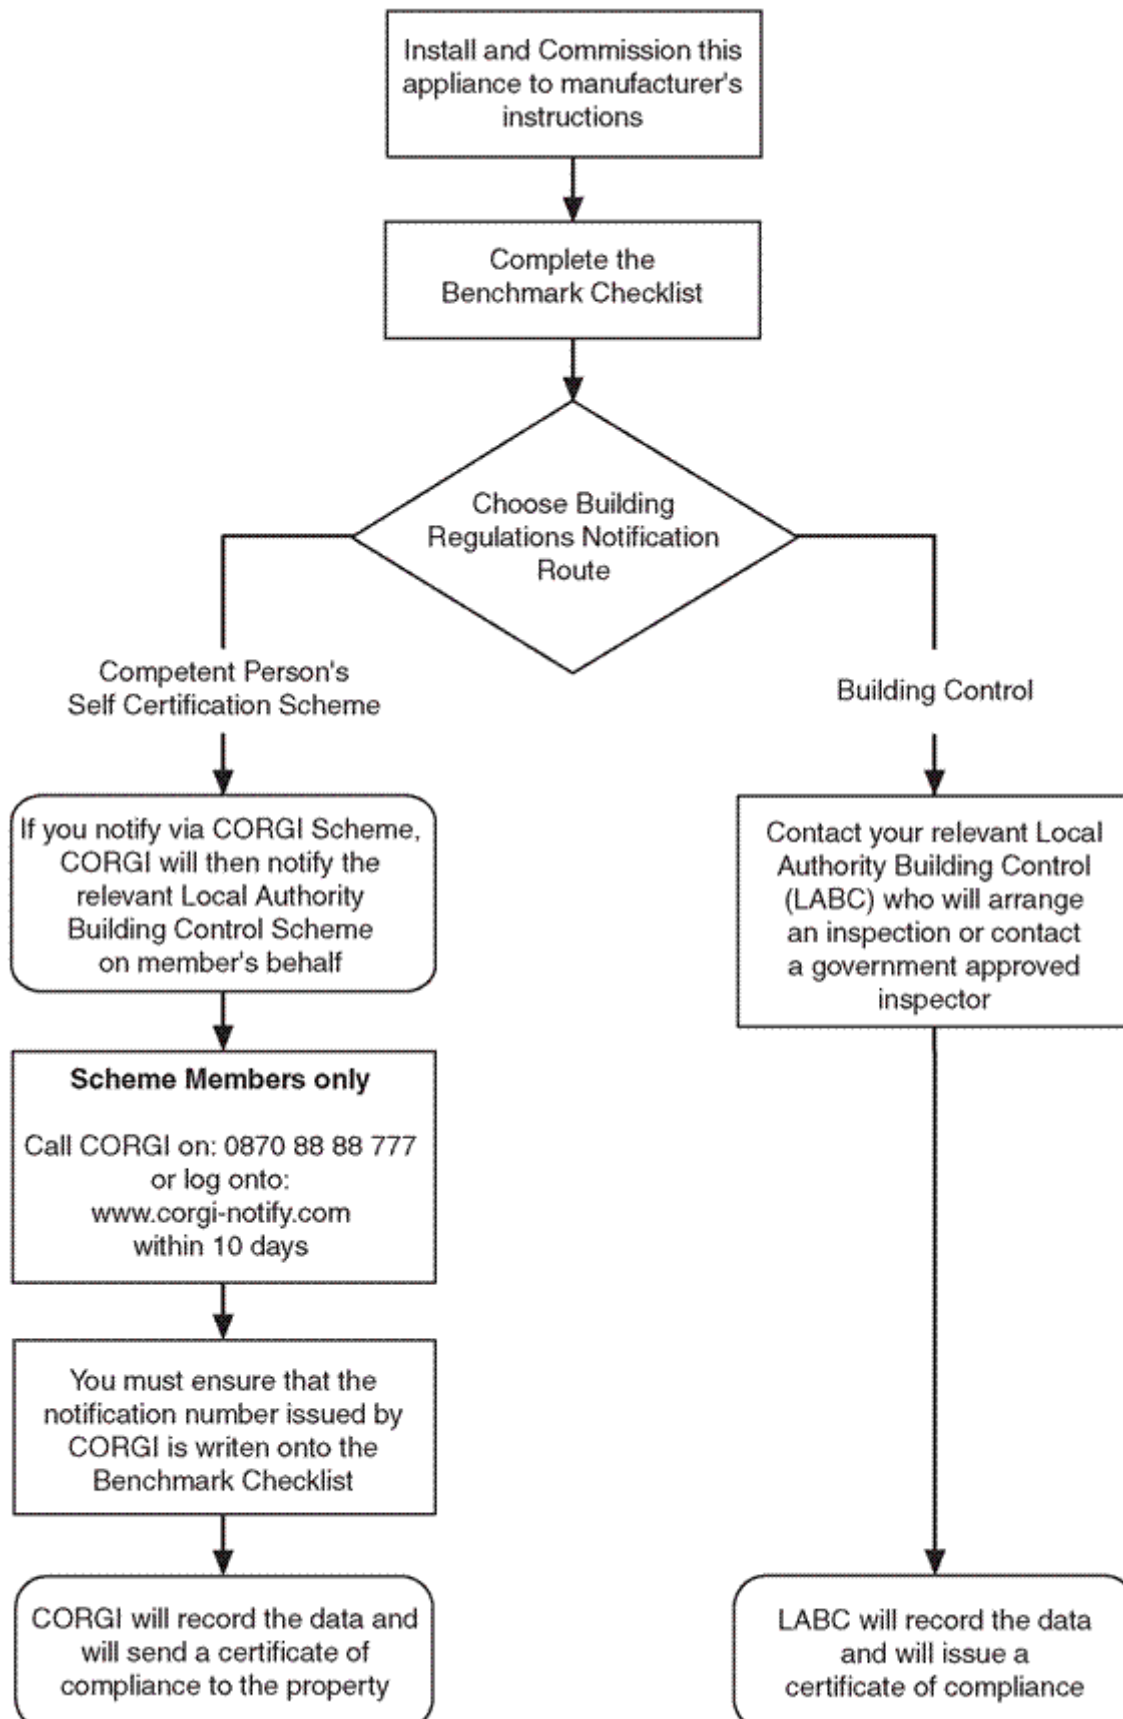 Install and Commission this
appliance to manufacturer's
instructions
Complete the
Benchmark Checklist
Choose Building
Regulations Notification
Route
Competent Person's
Self Certification Scheme
Building Control
If you notify via CORGI Scheme,
CORGI will then notify the
relevant Local Authority
Building Control Scheme
on member's behalf
Contact your relevant Local
Authority Building Control
(LABC) who will arrange
an inspection or contact
a government approved
inspector
Scheme Members only
Call CORGI on: 0870 88 88 777
or log onto:
www.corgi-notify.com
within 10 days
You must ensure that the
notification number issued by
CORGI is writen onto the
Benchmark Checklist
CORGI will record the data and
will send a certificate of
compliance to the property
LABC will record the data
and will issue a
certificate of compliance